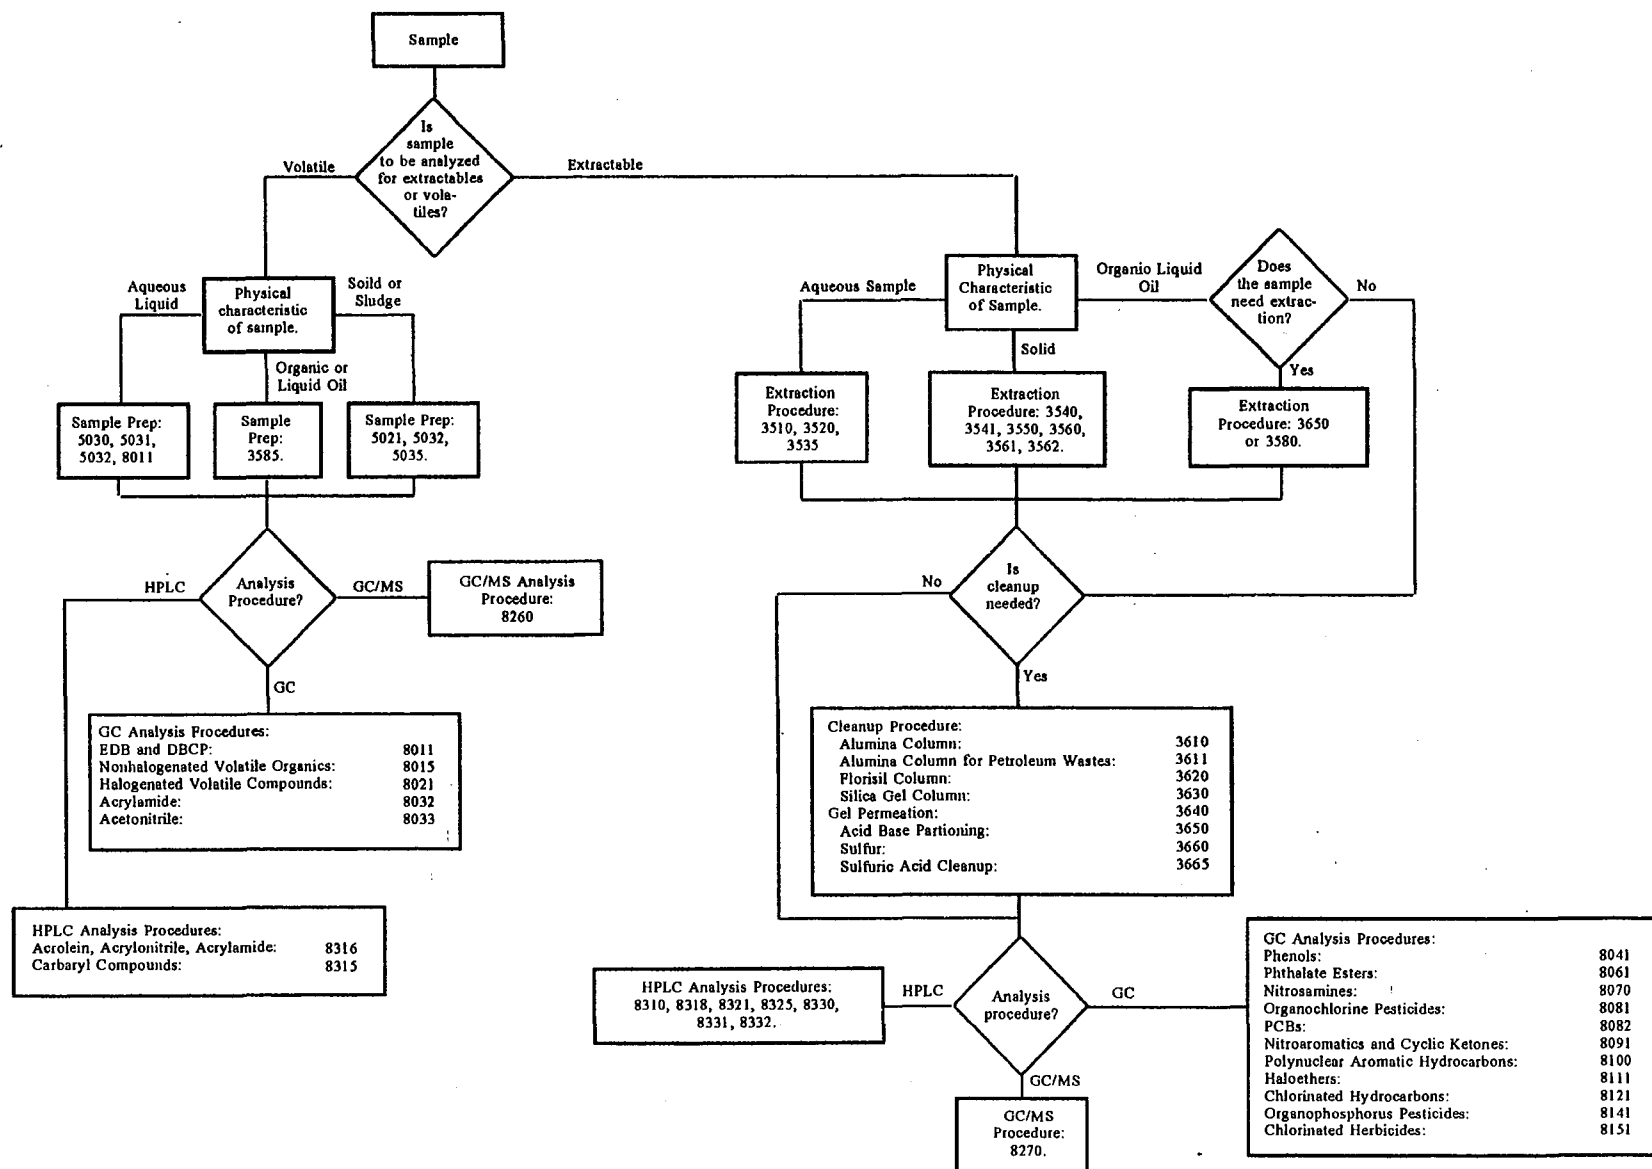 Sample
Is
sample
to be analyzed
for extractables
or vola-
tiles?
Volatile
Extractable
Aqueous
Liquid
Physical
characteristic
of sample.
Soild or
Sludge
Organic or
Liquid Oil
Sample Prep:
5030, 5031,
5032, 8011
Sample
Prep:
3585.
Sample Prep:
5021, 5032,
5035.
HPLC
Analysis
Procedure?
GC/MS
GC/MS Analysis
Procedure:
8260
GC
GC Analysis Procedures:
EDB and DBCP: 8011
Nonhalogenated Volatile Organics: 8015
Halogenated Volatile Compounds: 8021
Acrylamide: 8032
Acetonitrile: 8033
HPLC Analysis Procedures:
Acrolein, Acrylonitrile, Acrylamide: 8316
Carbaryl Compounds: 8315
Aqueous Sample
Physical
Characteristic
of Sample.
Organio Liquid
Oil
Does
the sample
need extrac-
tion?
No
Solid
Yes
Extraction
Procedure:
3510, 3520,
3535
Extraction
Procedure: 3540,
3541, 3550, 3560,
3561, 3562.
Extraction
Procedure: 3650
or 3580.
No
Is
cleanup
needed?
Yes
Cleanup Procedure:
Alumina Column: 3610
Alumina Column for Petroleum Wastes: 3611
Florisil Column: 3620
Silica Gel Column: 3630
Gel Permeation: 3640
Acid Base Partioning: 3650
Sulfur: 3660
Sulfuric Acid Cleanup: 3665
HPLC Analysis Procedures:
8310, 8318, 8321, 8325, 8330,
8331, 8332.
HPLC
Analysis
procedure?
GC
GC/MS
GC/MS
Procedure:
8270.
GC Analysis Procedures:
Phenols: 8041
Phthalate Esters: 8061
Nitrosamines: 8070
Organochlorine Pesticides: 8081
PCBs: 8082
Nitroaromatics and Cyclic Ketones: 8091
Polynuclear Aromatic Hydrocarbons: 8100
Haloethers: 8111
Chlorinated Hydrocarbons: 8121
Organophosphorus Pesticides: 8141
Chlorinated Herbicides: 8151